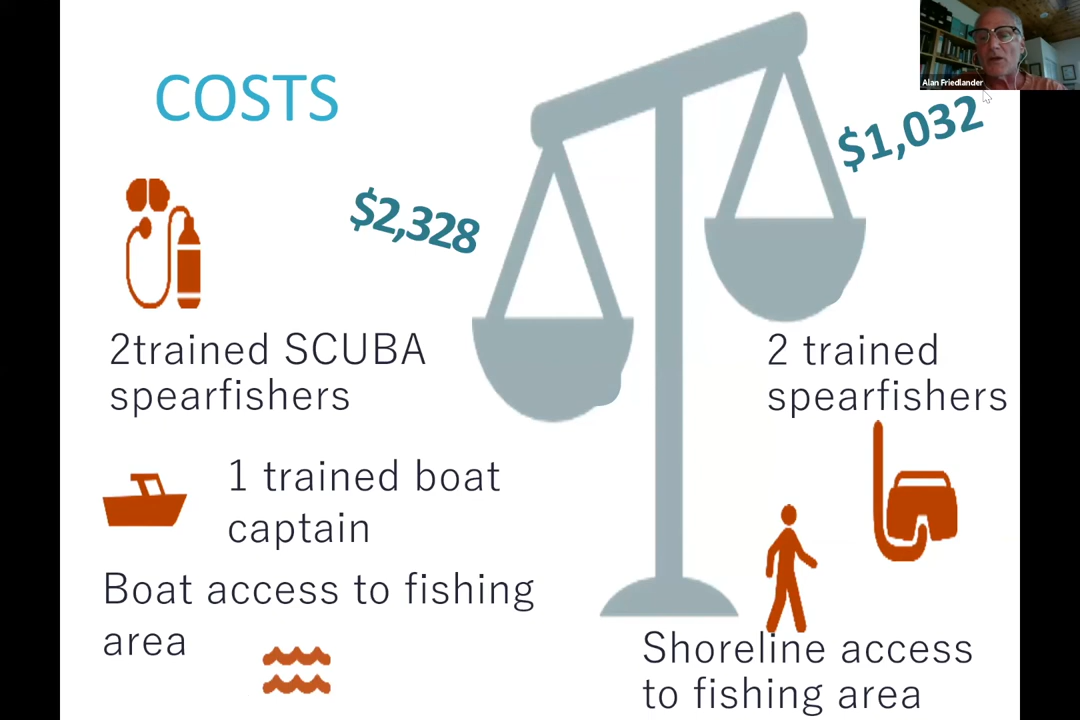 COSTS
Alan Friedlander
$1,032
$2,328
2trained SCUBA
spearfishers
2 trained
spearfishers
1 trained boat
captain
Boat access to fishing
area
Shoreline access
to fishing area